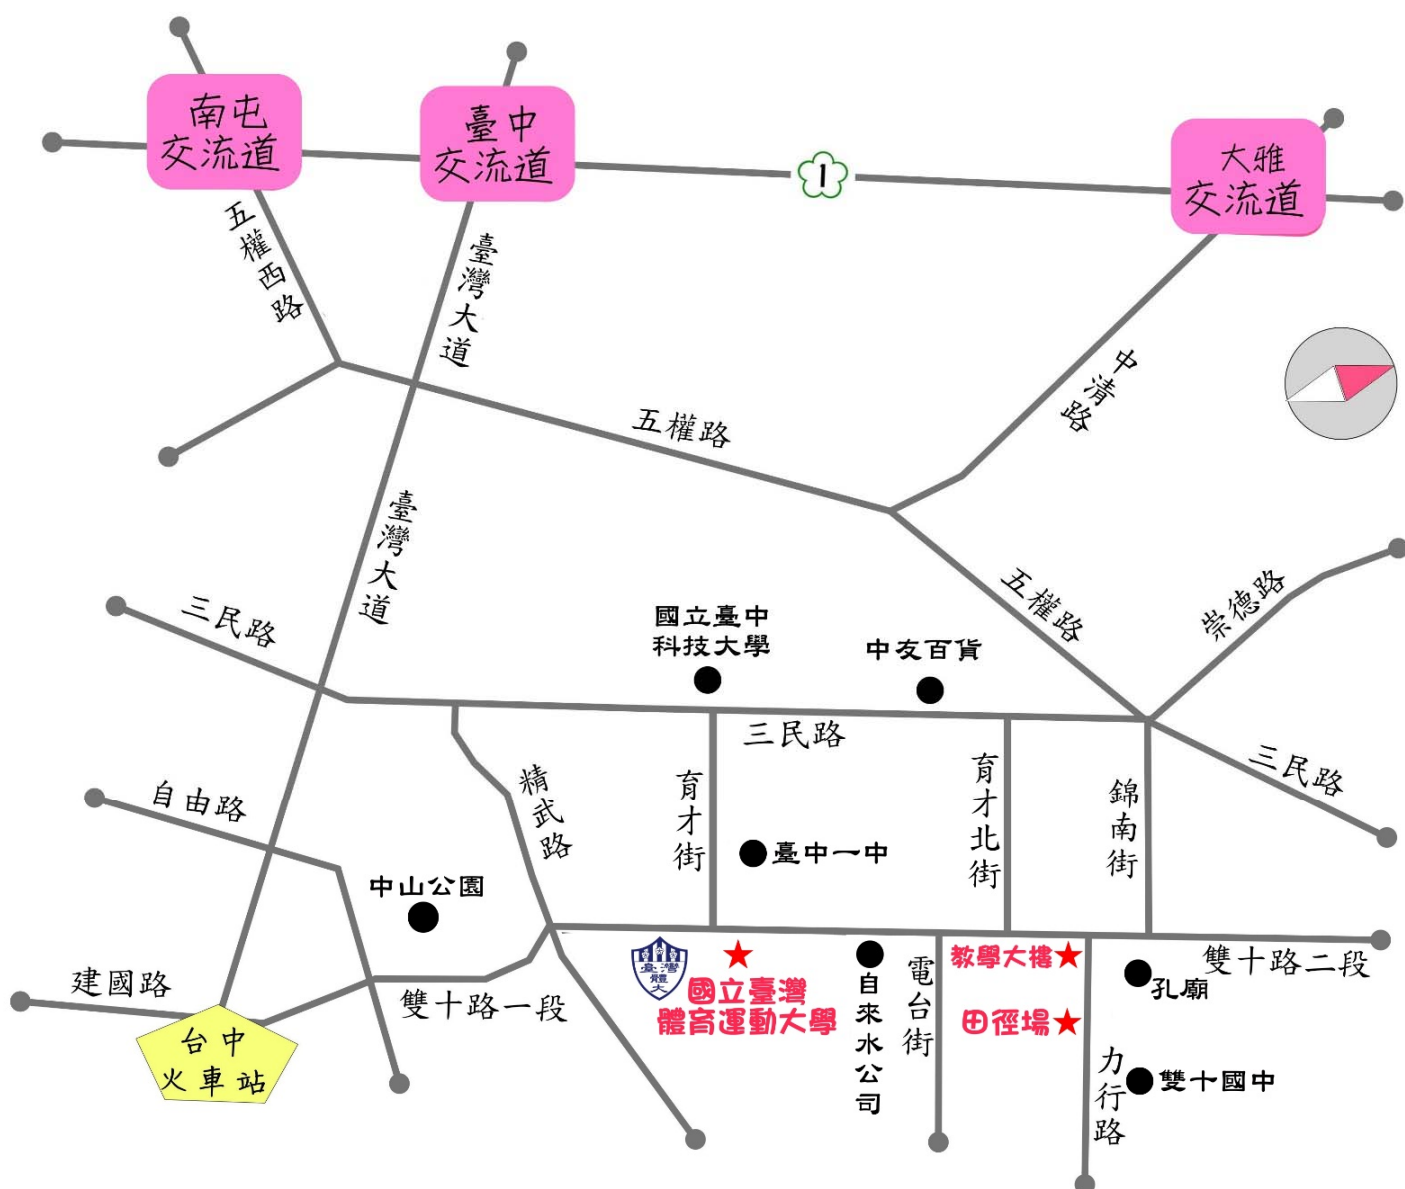 南屯
交流道
臺中
交流道
1
大雅
交流道
五權西路
臺灣大道
中清路
五權路
臺灣大道
五權路
崇德路
三民路
國立臺中
科技大學
中友百貨
三民路
三民路
自由路
精武路
育才街
育才北街
錦南街
臺中一中
中山公園
建國路
雙十路一段
臺灣
體
大
國立臺灣
體育運動大學
自來水公司
電台街
教學大樓
田徑場
孔廟
雙十路二段
力行路
雙十國中
台中
火車站